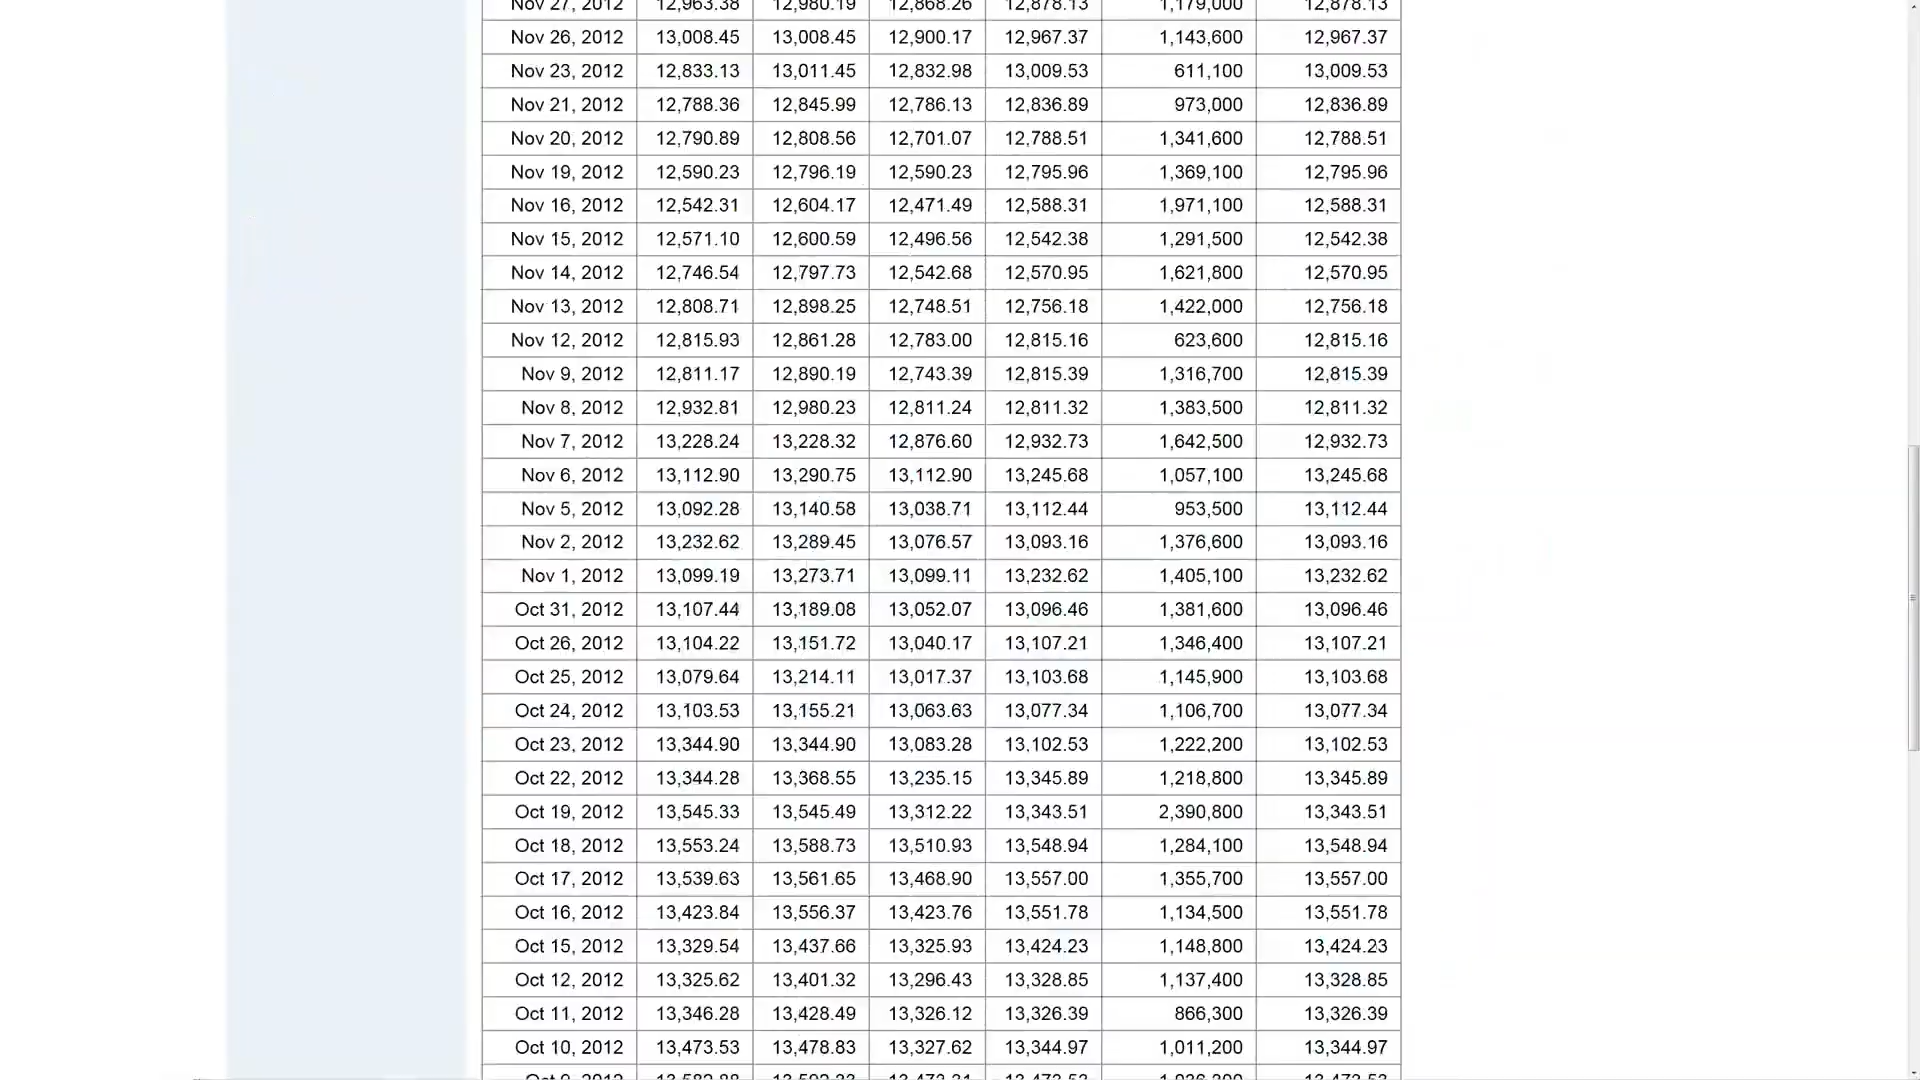 Nov 27, 2012 12,963.38 12,980.19 12,868.26 12,878.13 1,179,000 12,878.13
Nov 26, 2012 13,008.45 13,008.45 12,900.17 12,967.37 1,143,600 12,967.37
Nov 23, 2012 12,833.13 13,011.45 12,832.98 13,009.53 611,100 13,009.53
Nov 21, 2012 12,788.36 12,845.99 12,786.13 12,836.89 973,000 12,836.89
Nov 20, 2012 12,790.89 12,808.56 12,701.07 12,788.51 1,341,600 12,788.51
Nov 19, 2012 12,590.23 12,796.19 12,590.23 12,795.96 1,369,100 12,795.96
Nov 16, 2012 12,542.31 12,604.17 12,471.49 12,588.31 1,971,100 12,588.31
Nov 15, 2012 12,571.10 12,600.59 12,496.56 12,542.38 1,291,500 12,542.38
Nov 14, 2012 12,746.54 12,797.73 12,542.68 12,570.95 1,621,800 12,570.95
Nov 13, 2012 12,808.71 12,898.25 12,748.51 12,756.18 1,422,000 12,756.18
Nov 12, 2012 12,815.93 12,861.28 12,783.00 12,815.16 623,600 12,815.16
Nov 9, 2012 12,811.17 12,890.19 12,743.39 12,815.39 1,316,700 12,815.39
Nov 8, 2012 12,932.81 12,980.23 12,811.24 12,811.32 1,383,500 12,811.32
Nov 7, 2012 13,228.24 13,228.32 12,876.60 12,932.73 1,642,500 12,932.73
Nov 6, 2012 13,112.90 13,290.75 13,112.90 13,245.68 1,057,100 13,245.68
Nov 5, 2012 13,092.28 13,140.58 13,038.71 13,112.44 953,500 13,112.44
Nov 2, 2012 13,232.62 13,289.45 13,076.57 13,093.16 1,376,600 13,093.16
Nov 1, 2012 13,099.19 13,273.71 13,099.11 13,232.62 1,405,100 13,232.62
Oct 31, 2012 13,107.44 13,189.08 13,052.07 13,096.46 1,381,600 13,096.46
Oct 26, 2012 13,104.22 13,151.72 13,040.17 13,107.21 1,346,400 13,107.21
Oct 25, 2012 13,079.64 13,214.11 13,017.37 13,103.68 1,145,900 13,103.68
Oct 24, 2012 13,103.53 13,155.21 13,063.63 13,077.34 1,106,700 13,077.34
Oct 23, 2012 13,344.90 13,344.90 13,083.28 13,102.53 1,222,200 13,102.53
Oct 22, 2012 13,344.28 13,368.55 13,235.15 13,345.89 1,218,800 13,345.89
Oct 19, 2012 13,545.33 13,545.49 13,312.22 13,343.51 2,390,800 13,343.51
Oct 18, 2012 13,553.24 13,588.73 13,510.93 13,548.94 1,284,100 13,548.94
Oct 17, 2012 13,539.63 13,561.65 13,468.90 13,557.00 1,355,700 13,557.00
Oct 16, 2012 13,423.84 13,556.37 13,423.76 13,551.78 1,134,500 13,551.78
Oct 15, 2012 13,329.54 13,437.66 13,325.93 13,424.23 1,148,800 13,424.23
Oct 12, 2012 13,325.62 13,401.32 13,296.43 13,328.85 1,137,400 13,328.85
Oct 11, 2012 13,346.28 13,428.49 13,326.12 13,326.39 866,300 13,326.39
Oct 10, 2012 13,473.53 13,478.83 13,327.62 13,344.97 1,011,200 13,344.97